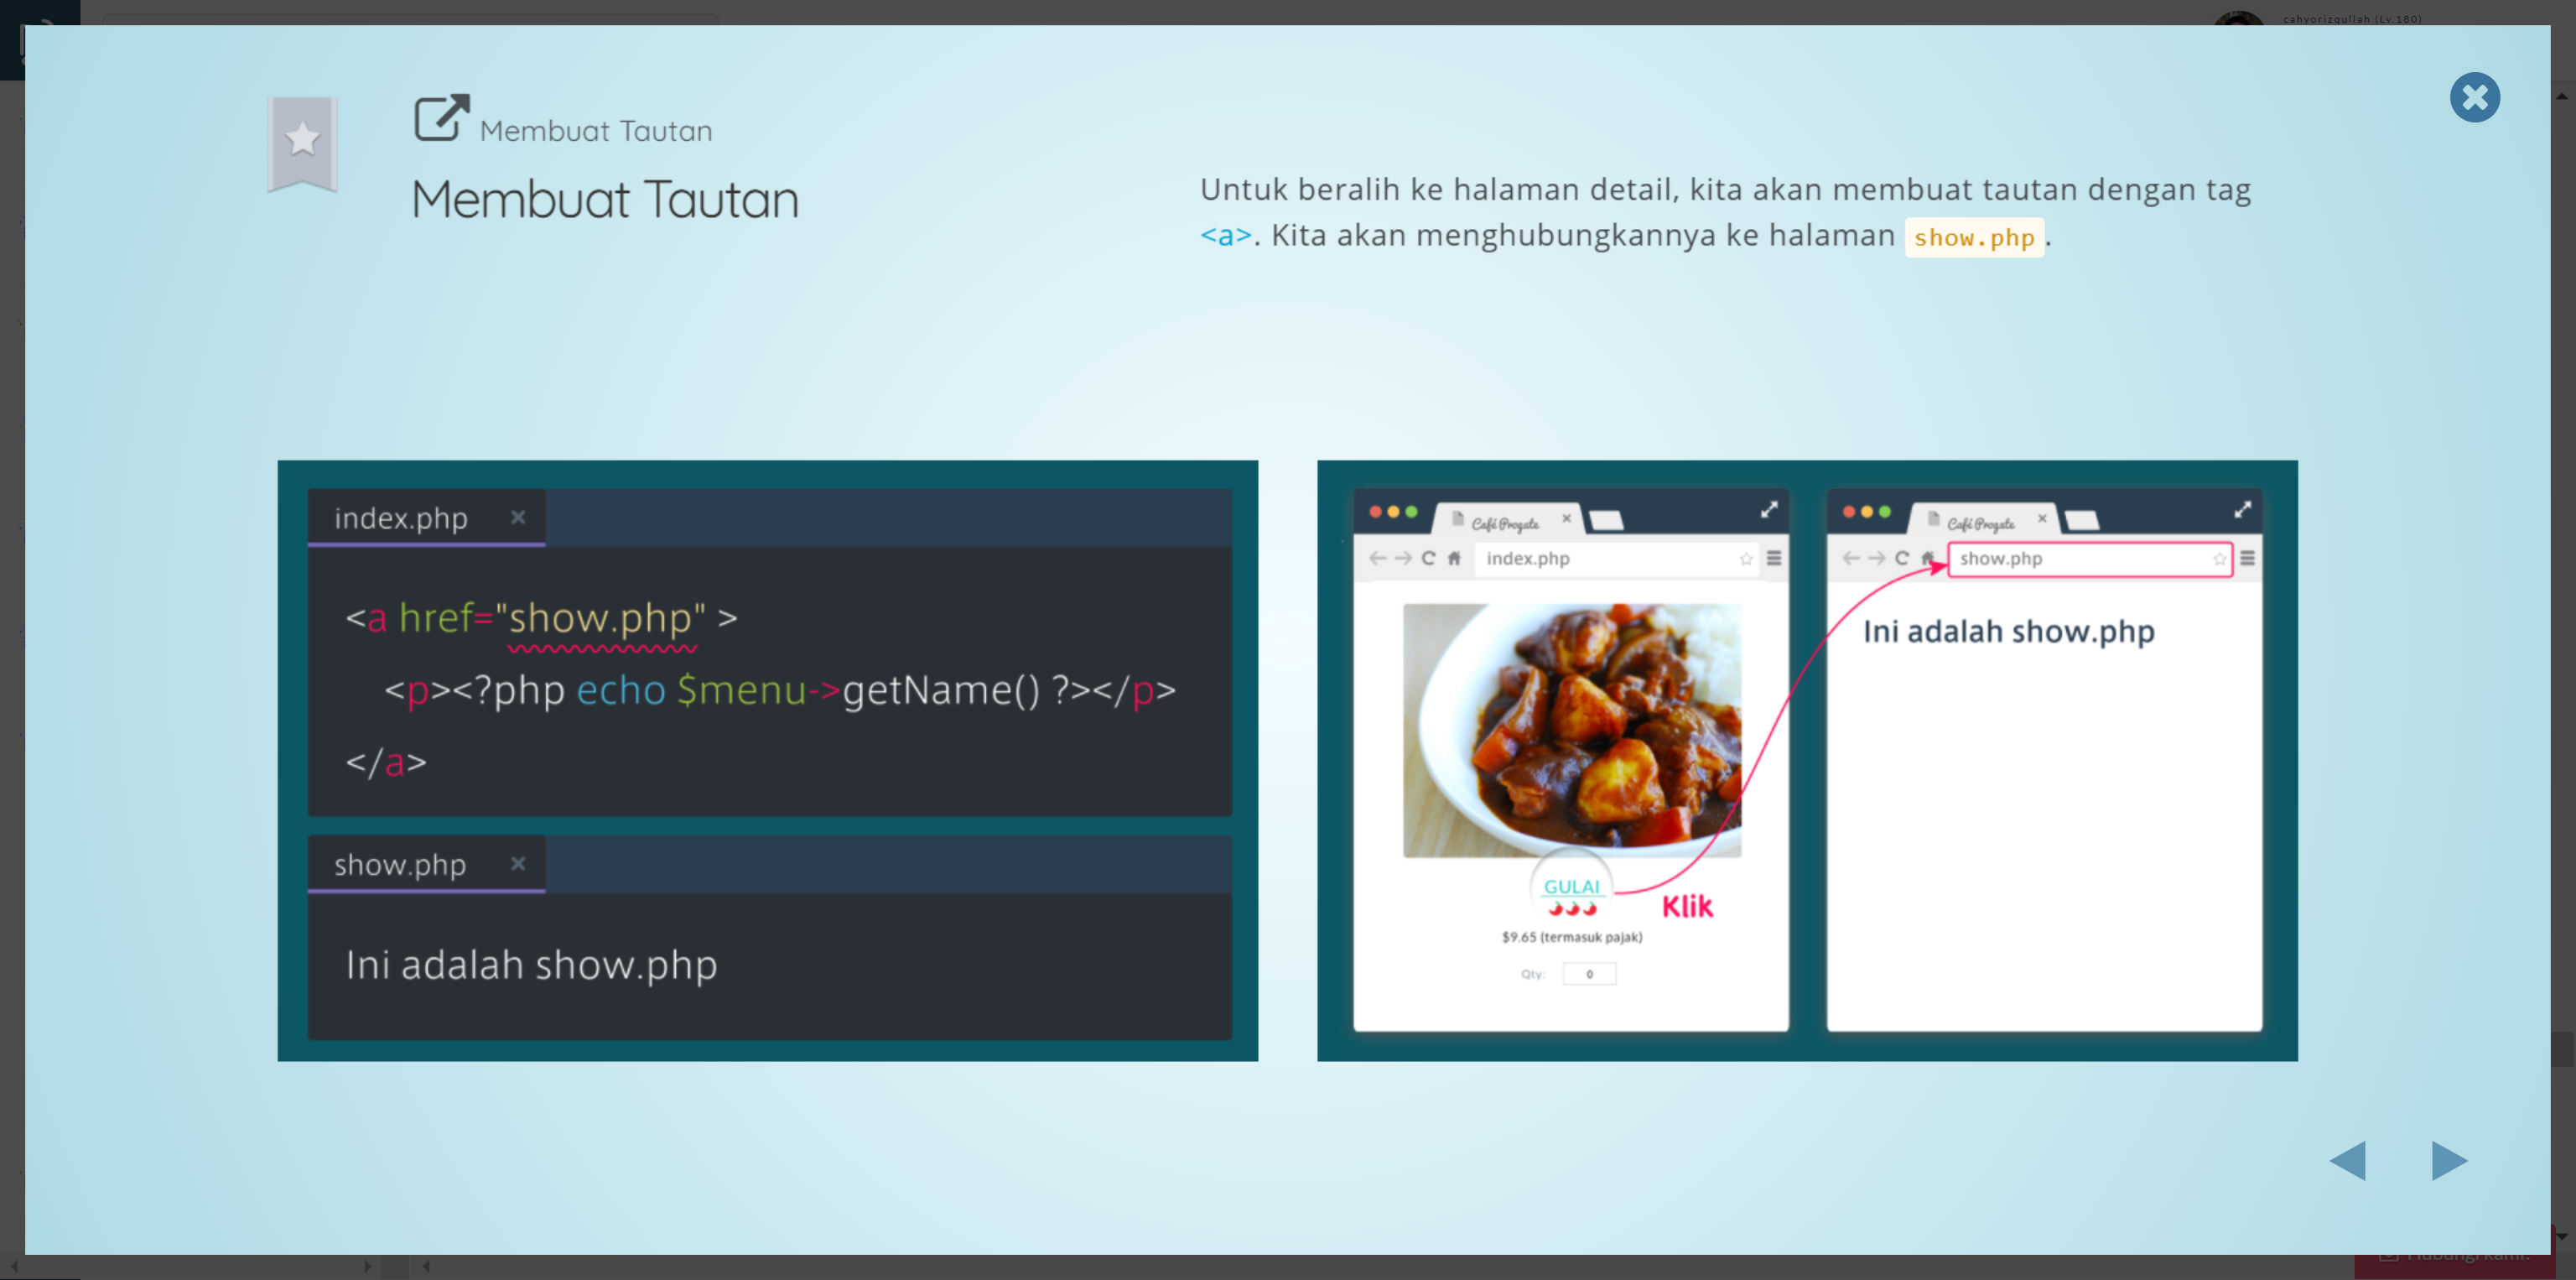 cahyorizqullah (Lv.180)
Membuat Tautan
Membuat Tautan
Untuk beralih ke halaman detail, kita akan membuat tautan dengan tag
<a>. Kita akan menghubungkannya ke halaman show.php.
index.php ×
<a href="show.php" >
<p><?php echo $menu->getName() ?></p>
</a>
show.php ×
Ini adalah show.php
Café Progate ×
index.php
GULAI
Klik
$9.65 (termasuk pajak)
Qty: 0
Café Progate ×
show.php
Ini adalah show.php
Hubungi kami.